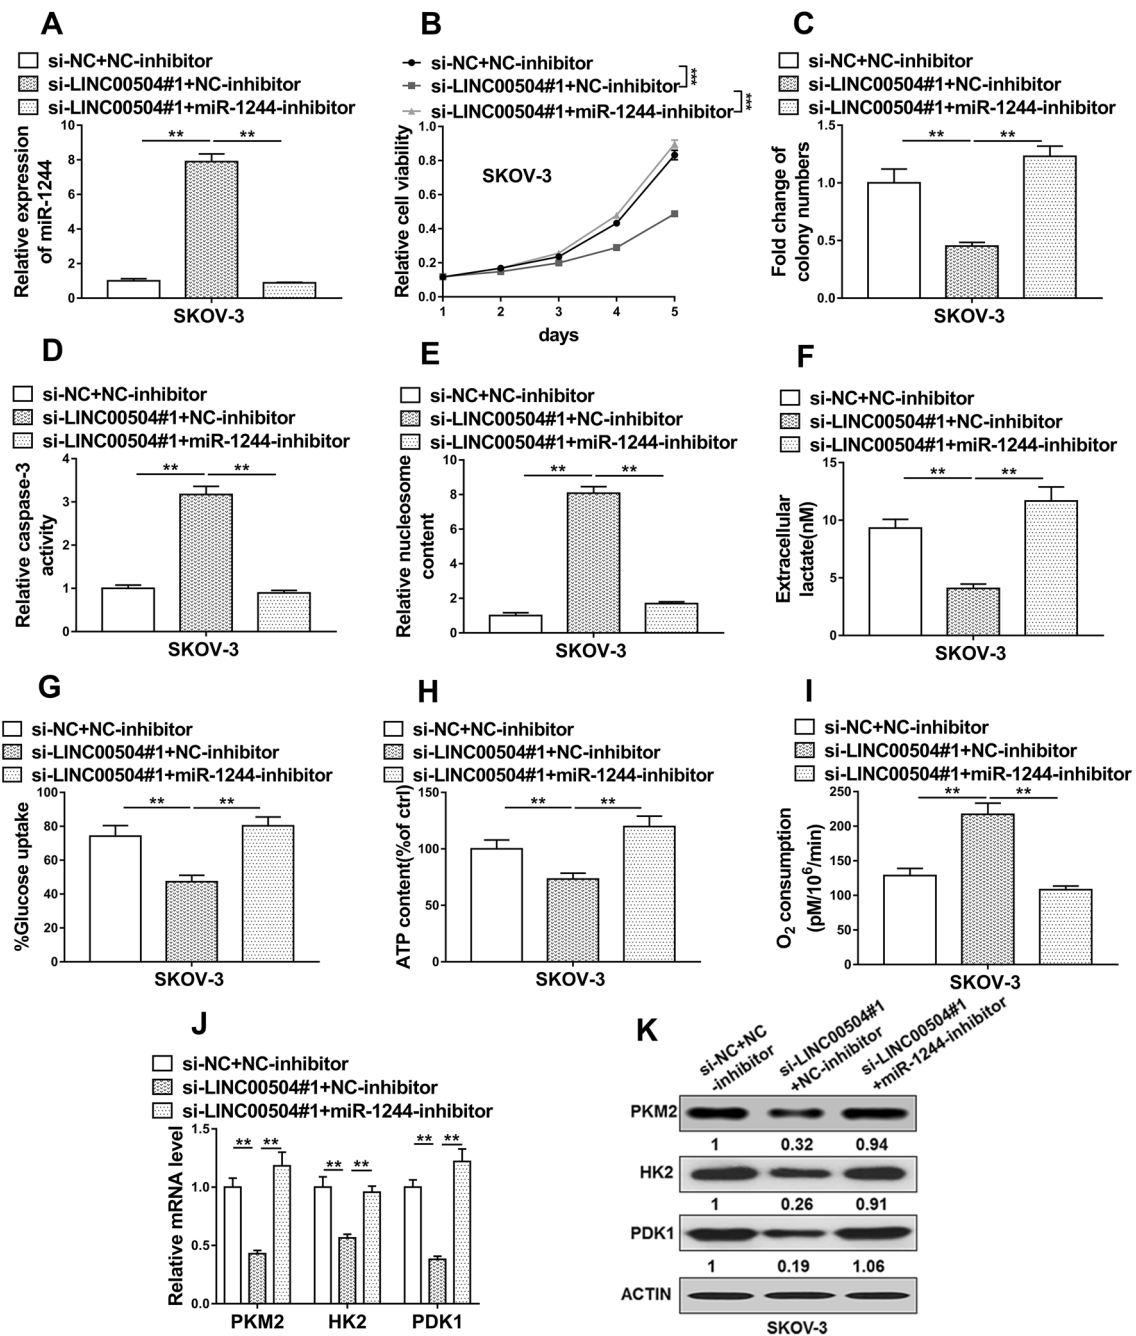 A
si-NC+NC-inhibitor
si-LINC00504#1+NC-inhibitor
si-LINC00504#1+miR-1244-inhibitor
Relative expression
of miR-1244
10
8
6
4
2
0
** **
SKOV-3
B
si-NC+NC-inhibitor
si-LINC00504#1+NC-inhibitor
si-LINC00504#1+miR-1244-inhibitor
***
***
Relative cell viability
1.0
0.8
0.6
0.4
0.2
0.0
SKOV-3
1 2 3 4 5
days
C
si-NC+NC-inhibitor
si-LINC00504#1+NC-inhibitor
si-LINC00504#1+miR-1244-inhibitor
Fold change of
colony numbers
1.5
1.0
0.5
0.0
** **
SKOV-3
D
si-NC+NC-inhibitor
si-LINC00504#1+NC-inhibitor
si-LINC00504#1+miR-1244-inhibitor
Relative caspase-3
activity
4
3
2
1
0
** **
SKOV-3
E
si-NC+NC-inhibitor
si-LINC00504#1+NC-inhibitor
si-LINC00504#1+miR-1244-inhibitor
Relative nucleosome
content
10
8
6
4
2
0
** **
SKOV-3
F
si-NC+NC-inhibitor
si-LINC00504#1+NC-inhibitor
si-LINC00504#1+miR-1244-inhibitor
Extracellular
lactate(nM)
15
10
5
0
** **
SKOV-3
G
si-NC+NC-inhibitor
si-LINC00504#1+NC-inhibitor
si-LINC00504#1+miR-1244-inhibitor
%Glucose uptake
100
80
60
40
20
0
** **
SKOV-3
H
si-NC+NC-inhibitor
si-LINC00504#1+NC-inhibitor
si-LINC00504#1+miR-1244-inhibitor
ATP content(%of ctrl)
150
100
50
0
** **
SKOV-3
I
si-NC+NC-inhibitor
si-LINC00504#1+NC-inhibitor
si-LINC00504#1+miR-1244-inhibitor
O2 consumption
(pM/10^6/min)
250
200
150
100
50
0
** **
SKOV-3
J
si-NC+NC-inhibitor
si-LINC00504#1+NC-inhibitor
si-LINC00504#1+miR-1244-inhibitor
Relative mRNA level
1.5
1.0
0.5
0.0
** ** ** ** ** **
PKM2 HK2 PDK1
K
si-NC+NC
-inhibitor
si-LINC00504#1
+NC-inhibitor
si-LINC00504#1
+miR-1244-inhibitor
PKM2
1 0.32 0.94
HK2
1 0.26 0.91
PDK1
1 0.19 1.06
ACTIN
SKOV-3